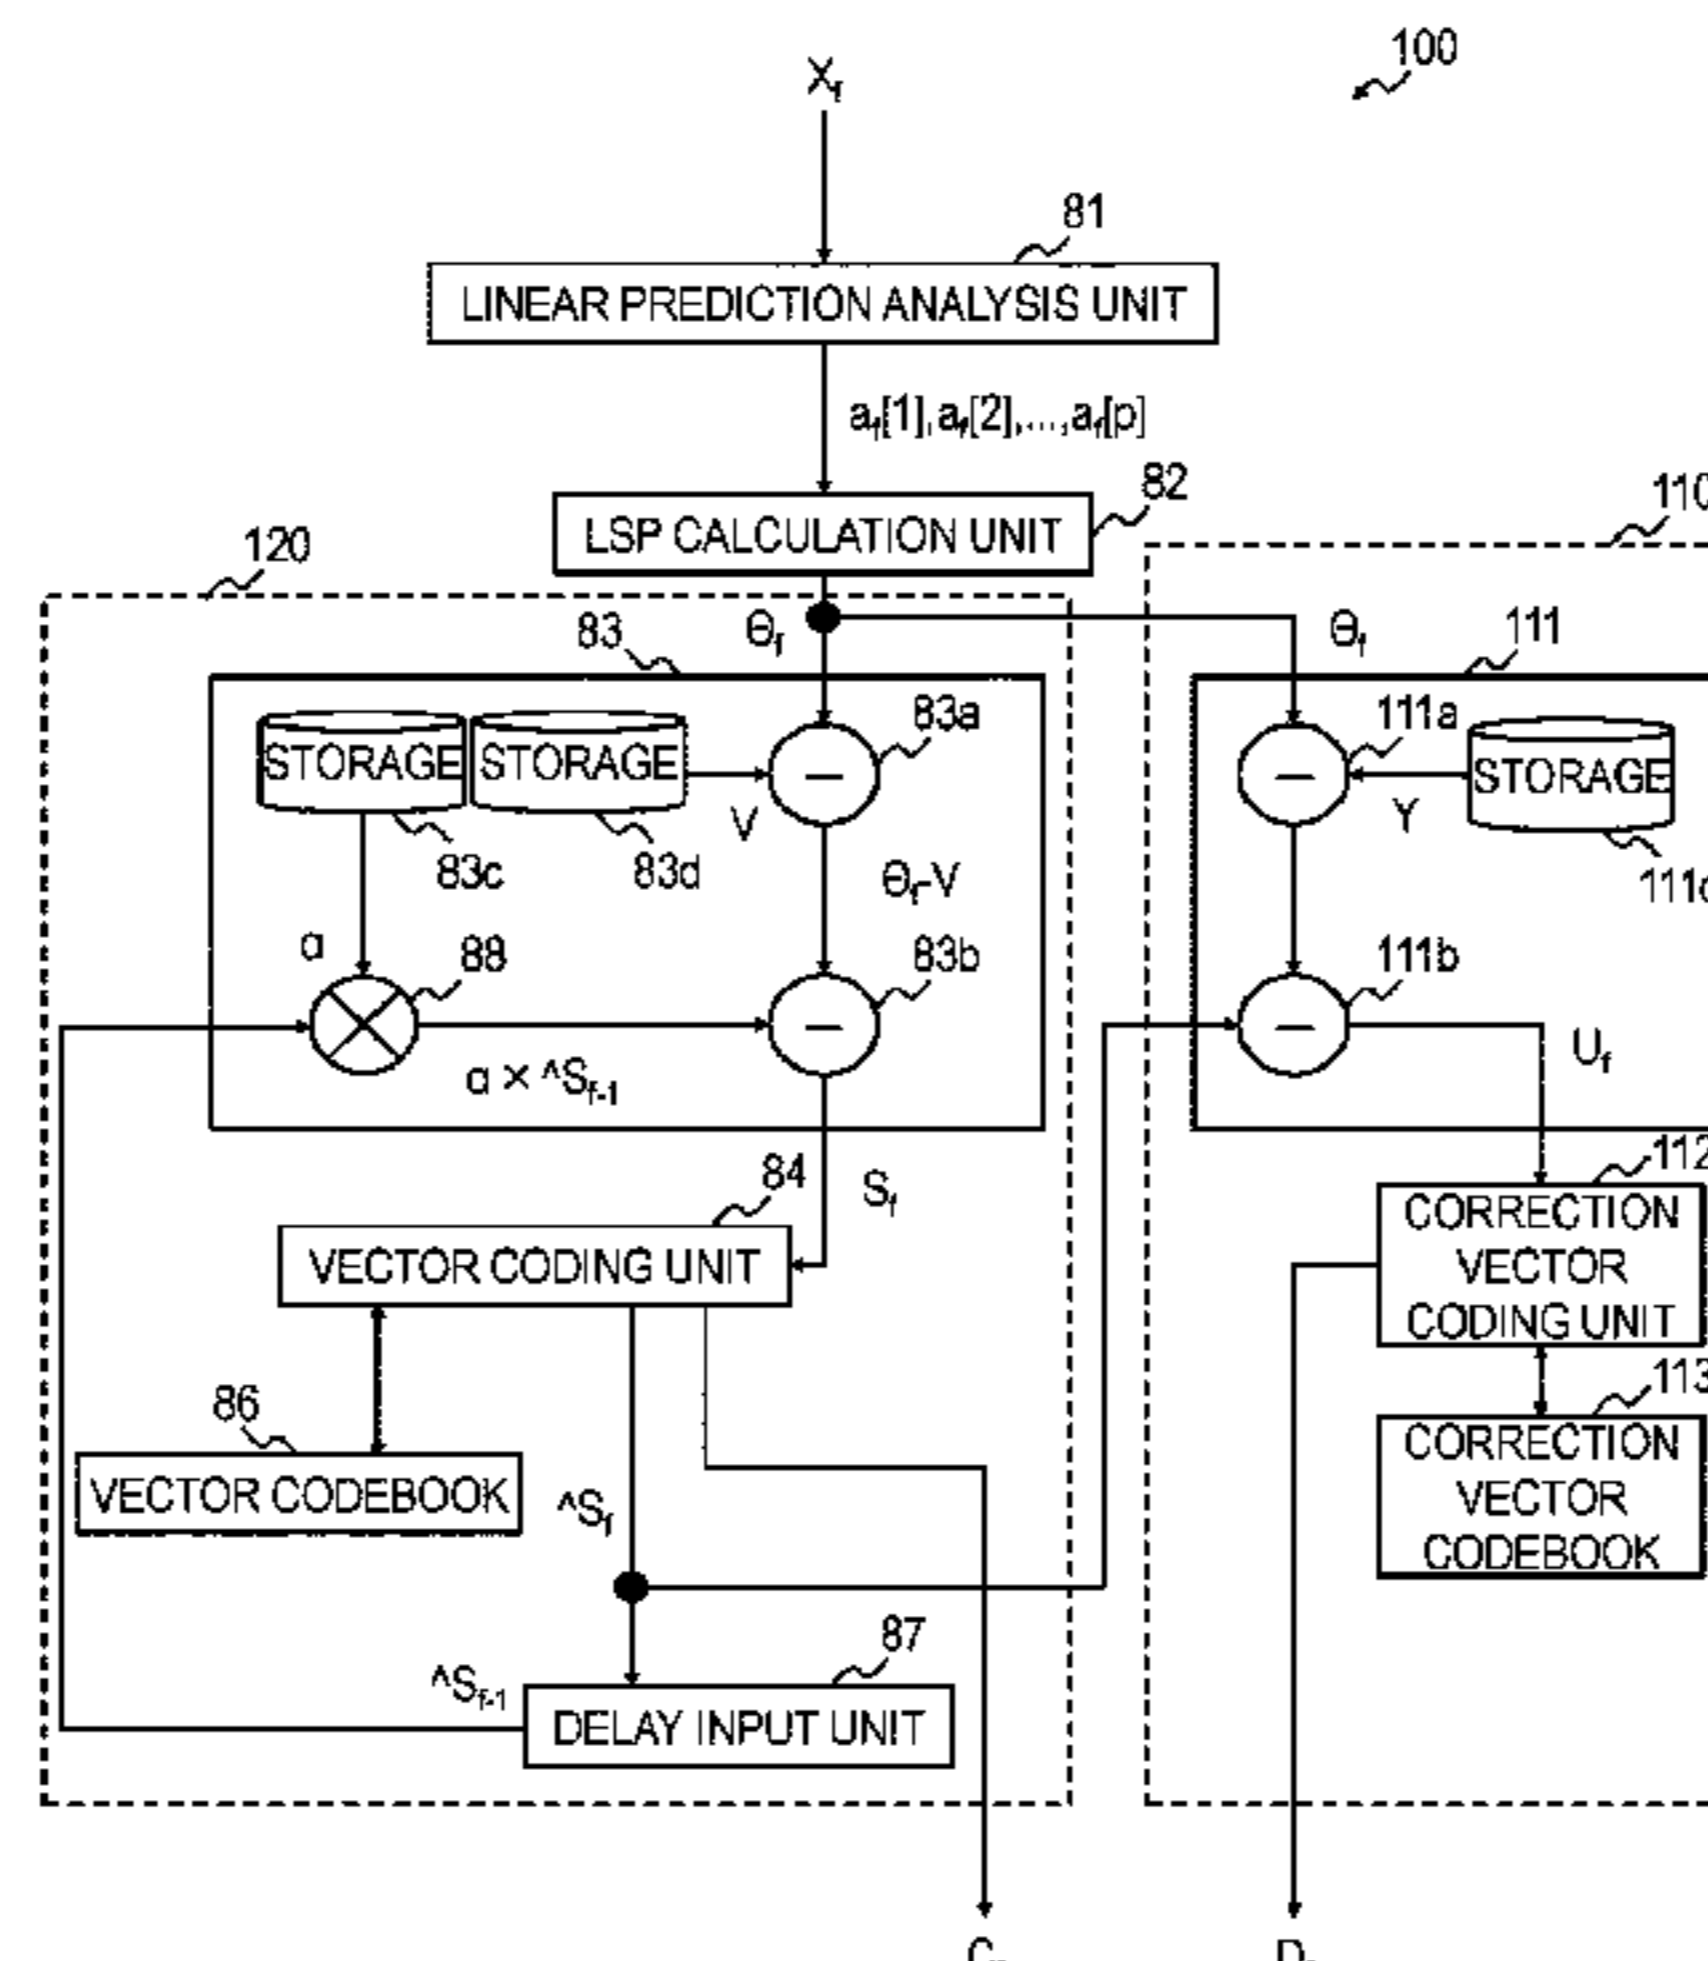 100
X_f
81
LINEAR PREDICTION ANALYSIS UNIT
a_f[1],a_f[2],...,a_f[p]
82
LSP CALCULATION UNIT
110
120
83
Θ_f
Θ_f
111
STORAGE
STORAGE
83a
111a
STORAGE
−
−
V
Y
83c
83d
Θ_f-V
α
88
83b
111b
−
−
α × ^S_f-1
U_f
84
S_f
112
VECTOR CODING UNIT
CORRECTION
VECTOR
CODING UNIT
86
113
VECTOR CODEBOOK
CORRECTION
VECTOR
CODEBOOK
^S_f
87
^S_f-1
DELAY INPUT UNIT